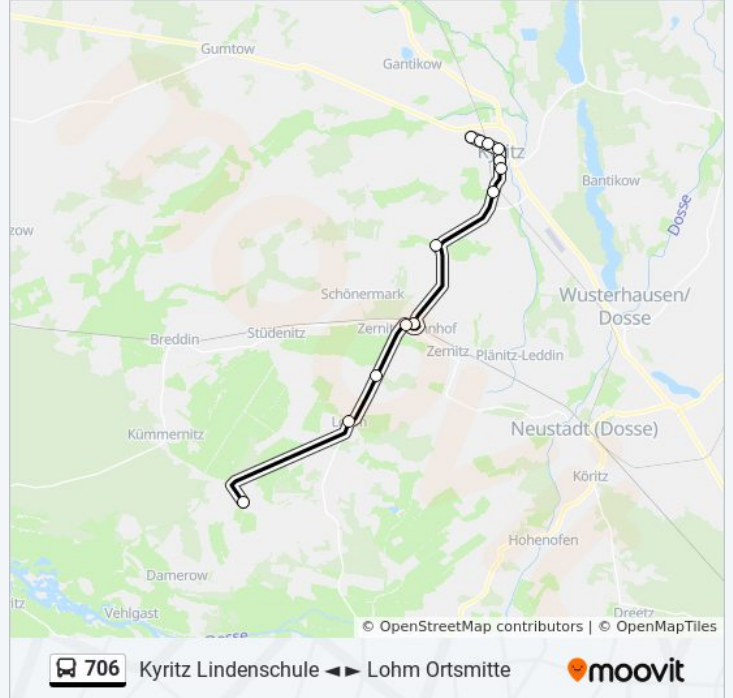 Gumtow
Gantikow
Kyritz
Bantikow
Dosse
zow
Schönermark
Wusterhausen/
Dosse
Breddin
Stüdenitz
Zernitz
Plänitz-Leddin
Kümmernitz
Neustadt (Dosse)
Köritz
Hohenofen
Damerow
itz
Vehlgast
Dreetz
© OpenStreetMap contributors | © OpenMapTiles
706 Kyritz Lindenschule ◄ ► Lohm Ortsmitte moovit